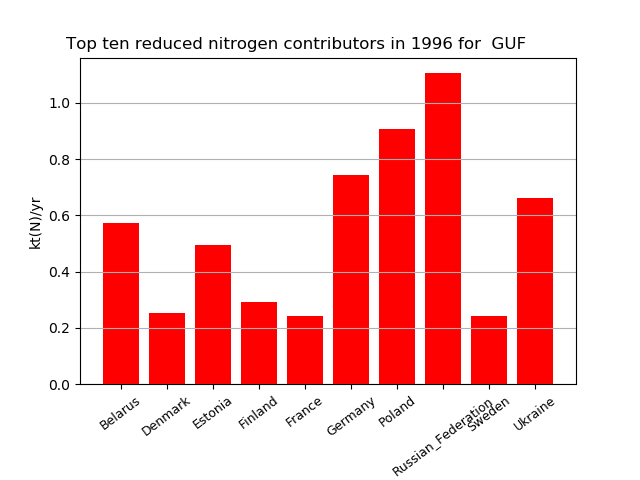 Top ten reduced nitrogen contributors in 1996 for  GUF
kt(N)/yr
1.0
0.8
0.6
0.4
0.2
0.0
Belarus
Denmark
Estonia
Finland
France
Germany
Poland
Russian_Federation
Sweden
Ukraine